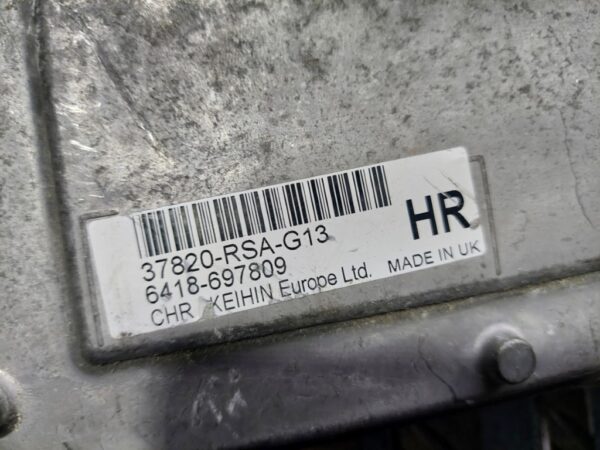 37820-RSA-G13
6418-697809
CHR KEIHIN Europe Ltd. MADE IN UK
HR